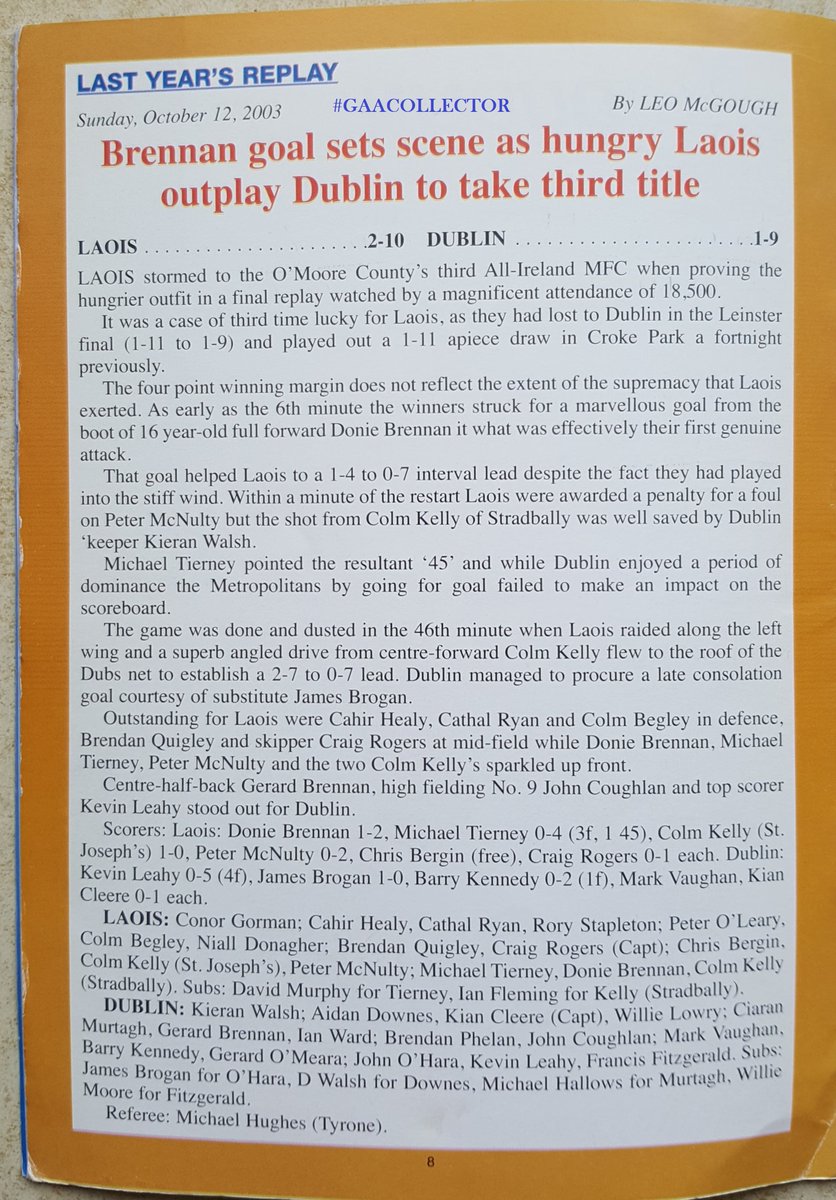 LAST YEAR'S REPLAY
Sunday, October 12, 2003 #GAACOLLECTOR By LEO McGOUGH
Brennan goal sets scene as hungry Laois
outplay Dublin to take third title
LAOIS . . . . . . . . . . . . . . . . . . . . . . .2-10 DUBLIN . . . . . . . . . . . . . . . . . . . . . . . .1-9
LAOIS stormed to the O'Moore County's third All-Ireland MFC when proving the
hungrier outfit in a final replay watched by a magnificent attendance of 18,500.
It was a case of third time lucky for Laois, as they had lost to Dublin in the Leinster
final (1-11 to 1-9) and played out a 1-11 apiece draw in Croke Park a fortnight
previously.
The four point winning margin does not reflect the extent of the supremacy that Laois
exerted. As early as the 6th minute the winners struck for a marvellous goal from the
boot of 16 year-old full forward Donie Brennan it what was effectively their first genuine
attack.
That goal helped Laois to a 1-4 to 0-7 interval lead despite the fact they had played
into the stiff wind. Within a minute of the restart Laois were awarded a penalty for a foul
on Peter McNulty but the shot from Colm Kelly of Stradbally was well saved by Dublin
'keeper Kieran Walsh.
Michael Tierney pointed the resultant '45' and while Dublin enjoyed a period of
dominance the Metropolitans by going for goal failed to make an impact on the
scoreboard.
The game was done and dusted in the 46th minute when Laois raided along the left
wing and a superb angled drive from centre-forward Colm Kelly flew to the roof of the
Dubs net to establish a 2-7 to 0-7 lead. Dublin managed to procure a late consolation
goal courtesy of substitute James Brogan.
Outstanding for Laois were Cahir Healy, Cathal Ryan and Colm Begley in defence,
Brendan Quigley and skipper Craig Rogers at mid-field while Donie Brennan, Michael
Tierney, Peter McNulty and the two Colm Kelly's sparkled up front.
Centre-half-back Gerard Brennan, high fielding No. 9 John Coughlan and top scorer
Kevin Leahy stood out for Dublin.
Scorers: Laois: Donie Brennan 1-2, Michael Tierney 0-4 (3f, 1 45), Colm Kelly (St.
Joseph's) 1-0, Peter McNulty 0-2, Chris Bergin (free), Craig Rogers 0-1 each. Dublin:
Kevin Leahy 0-5 (4f), James Brogan 1-0, Barry Kennedy 0-2 (1f), Mark Vaughan, Kian
Cleere 0-1 each.
LAOIS: Conor Gorman; Cahir Healy, Cathal Ryan, Rory Stapleton; Peter O'Leary,
Colm Begley, Niall Donagher; Brendan Quigley, Craig Rogers (Capt); Chris Bergin,
Colm Kelly (St. Joseph's), Peter McNulty; Michael Tierney, Donie Brennan, Colm Kelly
(Stradbally). Subs: David Murphy for Tierney, Ian Fleming for Kelly (Stradbally).
DUBLIN: Kieran Walsh; Aidan Downes, Kian Cleere (Capt), Willie Lowry; Ciaran
Murtagh, Gerard Brennan, Ian Ward; Brendan Phelan, John Coughlan; Mark Vaughan,
Barry Kennedy, Gerard O'Meara; John O'Hara, Kevin Leahy, Francis Fitzgerald. Subs:
James Brogan for O'Hara, D Walsh for Downes, Michael Hallows for Murtagh, Willie
Moore for Fitzgerald.
Referee: Michael Hughes (Tyrone).
8